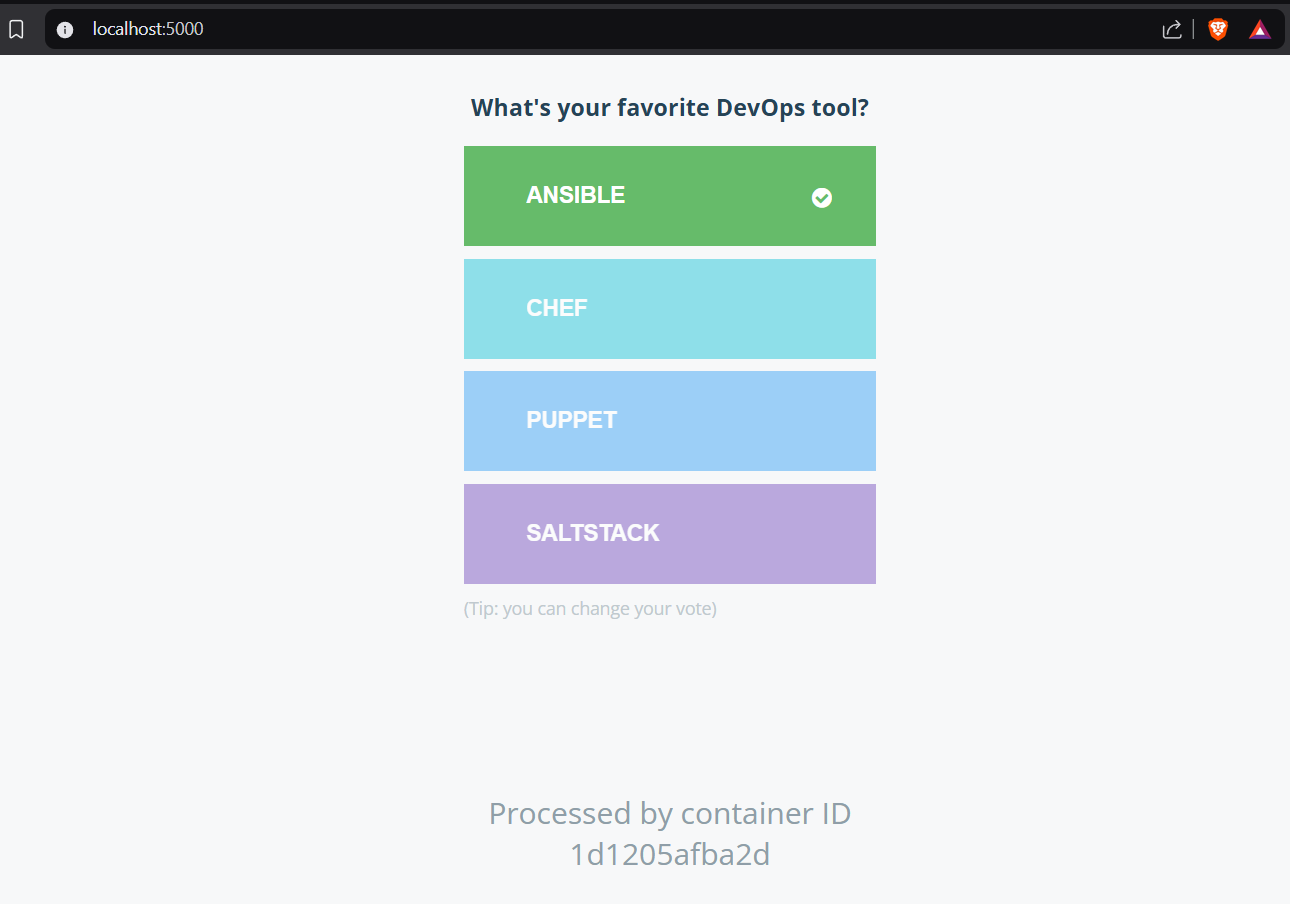 localhost:5000
What's your favorite DevOps tool?
ANSIBLE
CHEF
PUPPET
SALTSTACK
(Tip: you can change your vote)
Processed by container ID
1d1205afba2d